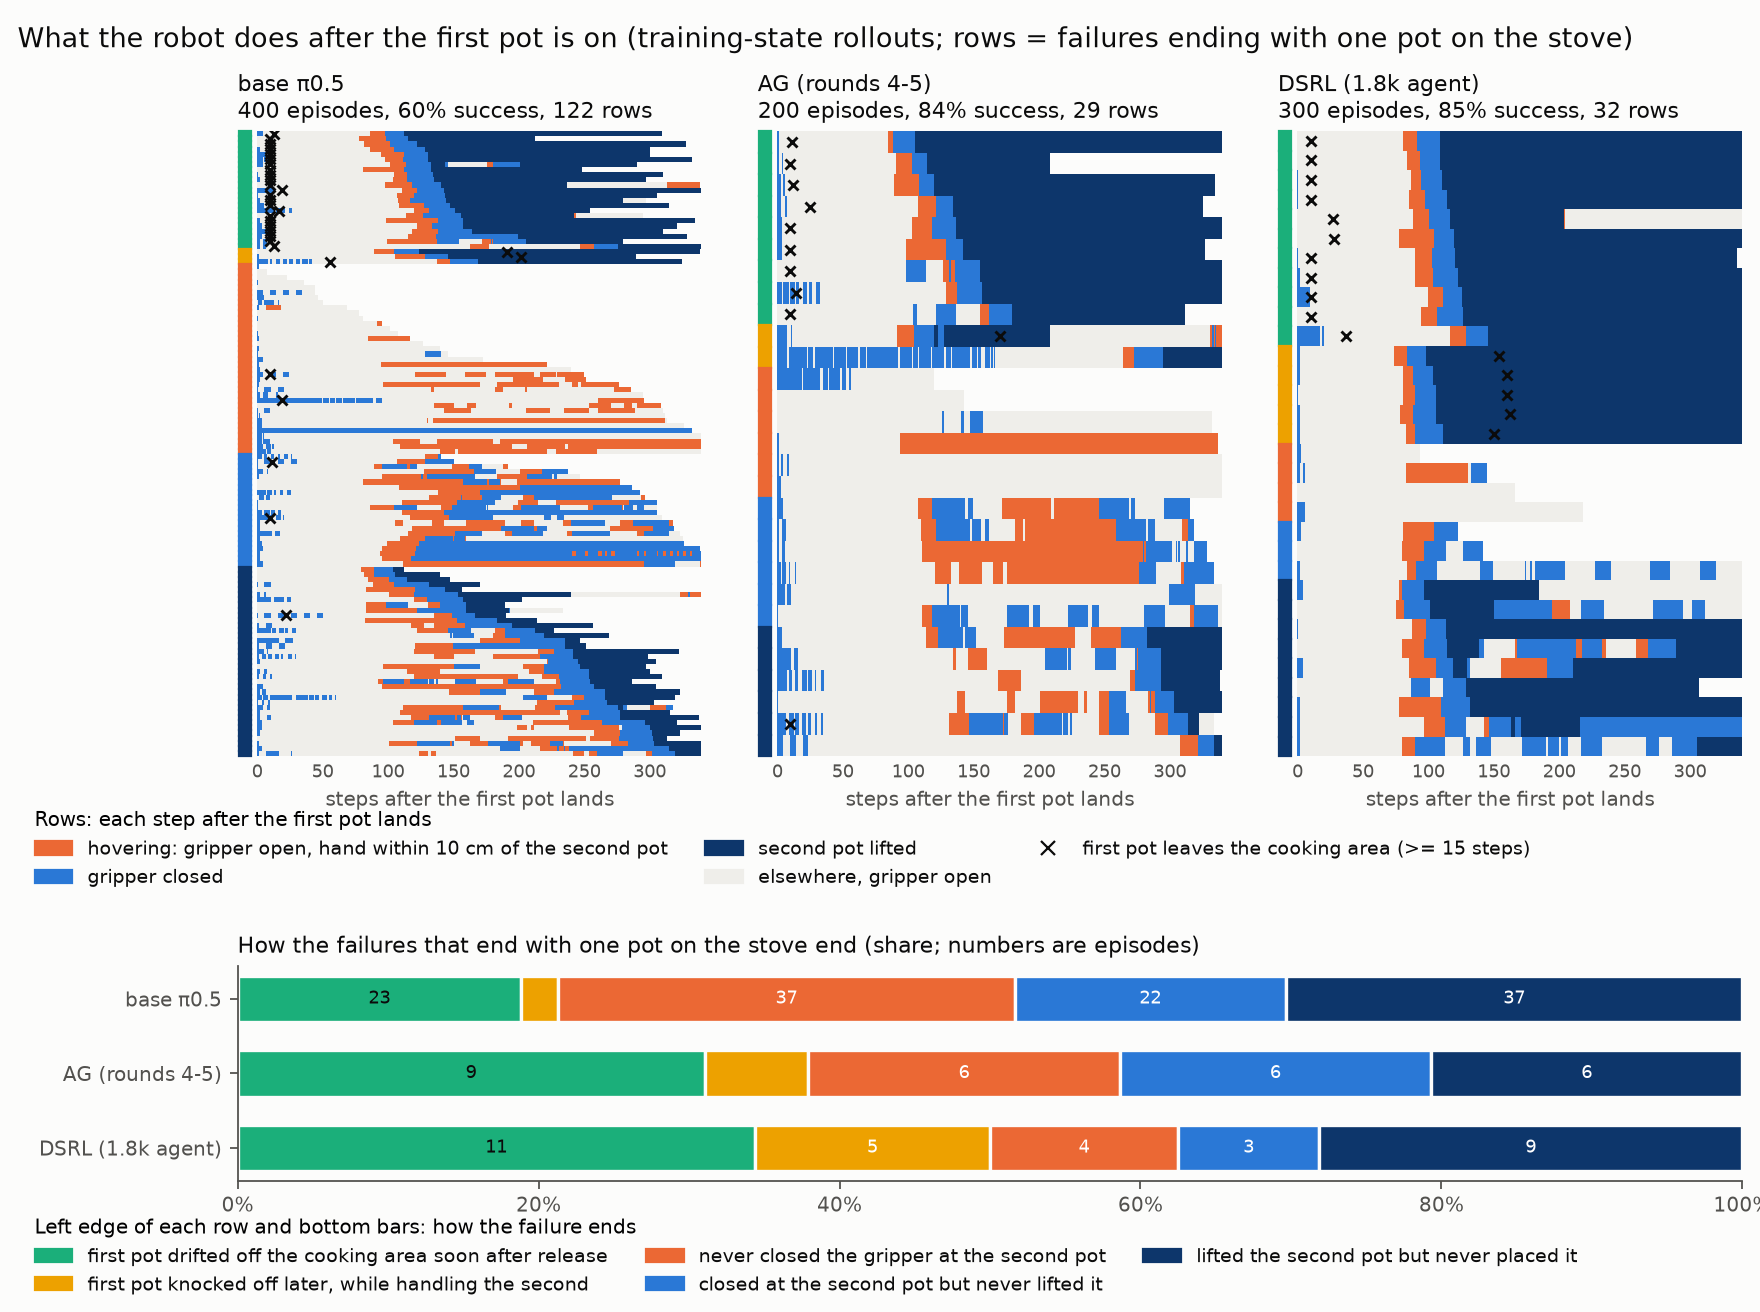 What the robot does after the first pot is on (training-state rollouts; rows = failures ending with one pot on the stove)
base π0.5
400 episodes, 60% success, 122 rows
AG (rounds 4-5)
200 episodes, 84% success, 29 rows
DSRL (1.8k agent)
300 episodes, 85% success, 32 rows
0 50 100 150 200 250 300
steps after the first pot lands
0 50 100 150 200 250 300
steps after the first pot lands
0 50 100 150 200 250 300
steps after the first pot lands
Rows: each step after the first pot lands
hovering: gripper open, hand within 10 cm of the second pot
gripper closed
second pot lifted
elsewhere, gripper open
first pot leaves the cooking area (>= 15 steps)
How the failures that end with one pot on the stove end (share; numbers are episodes)
base π0.5 23 37 22 37
AG (rounds 4-5) 9 6 6 6
DSRL (1.8k agent) 11 5 4 3 9
0% 20% 40% 60% 80% 100%
Left edge of each row and bottom bars: how the failure ends
first pot drifted off the cooking area soon after release
first pot knocked off later, while handling the second
never closed the gripper at the second pot
closed at the second pot but never lifted it
lifted the second pot but never placed it